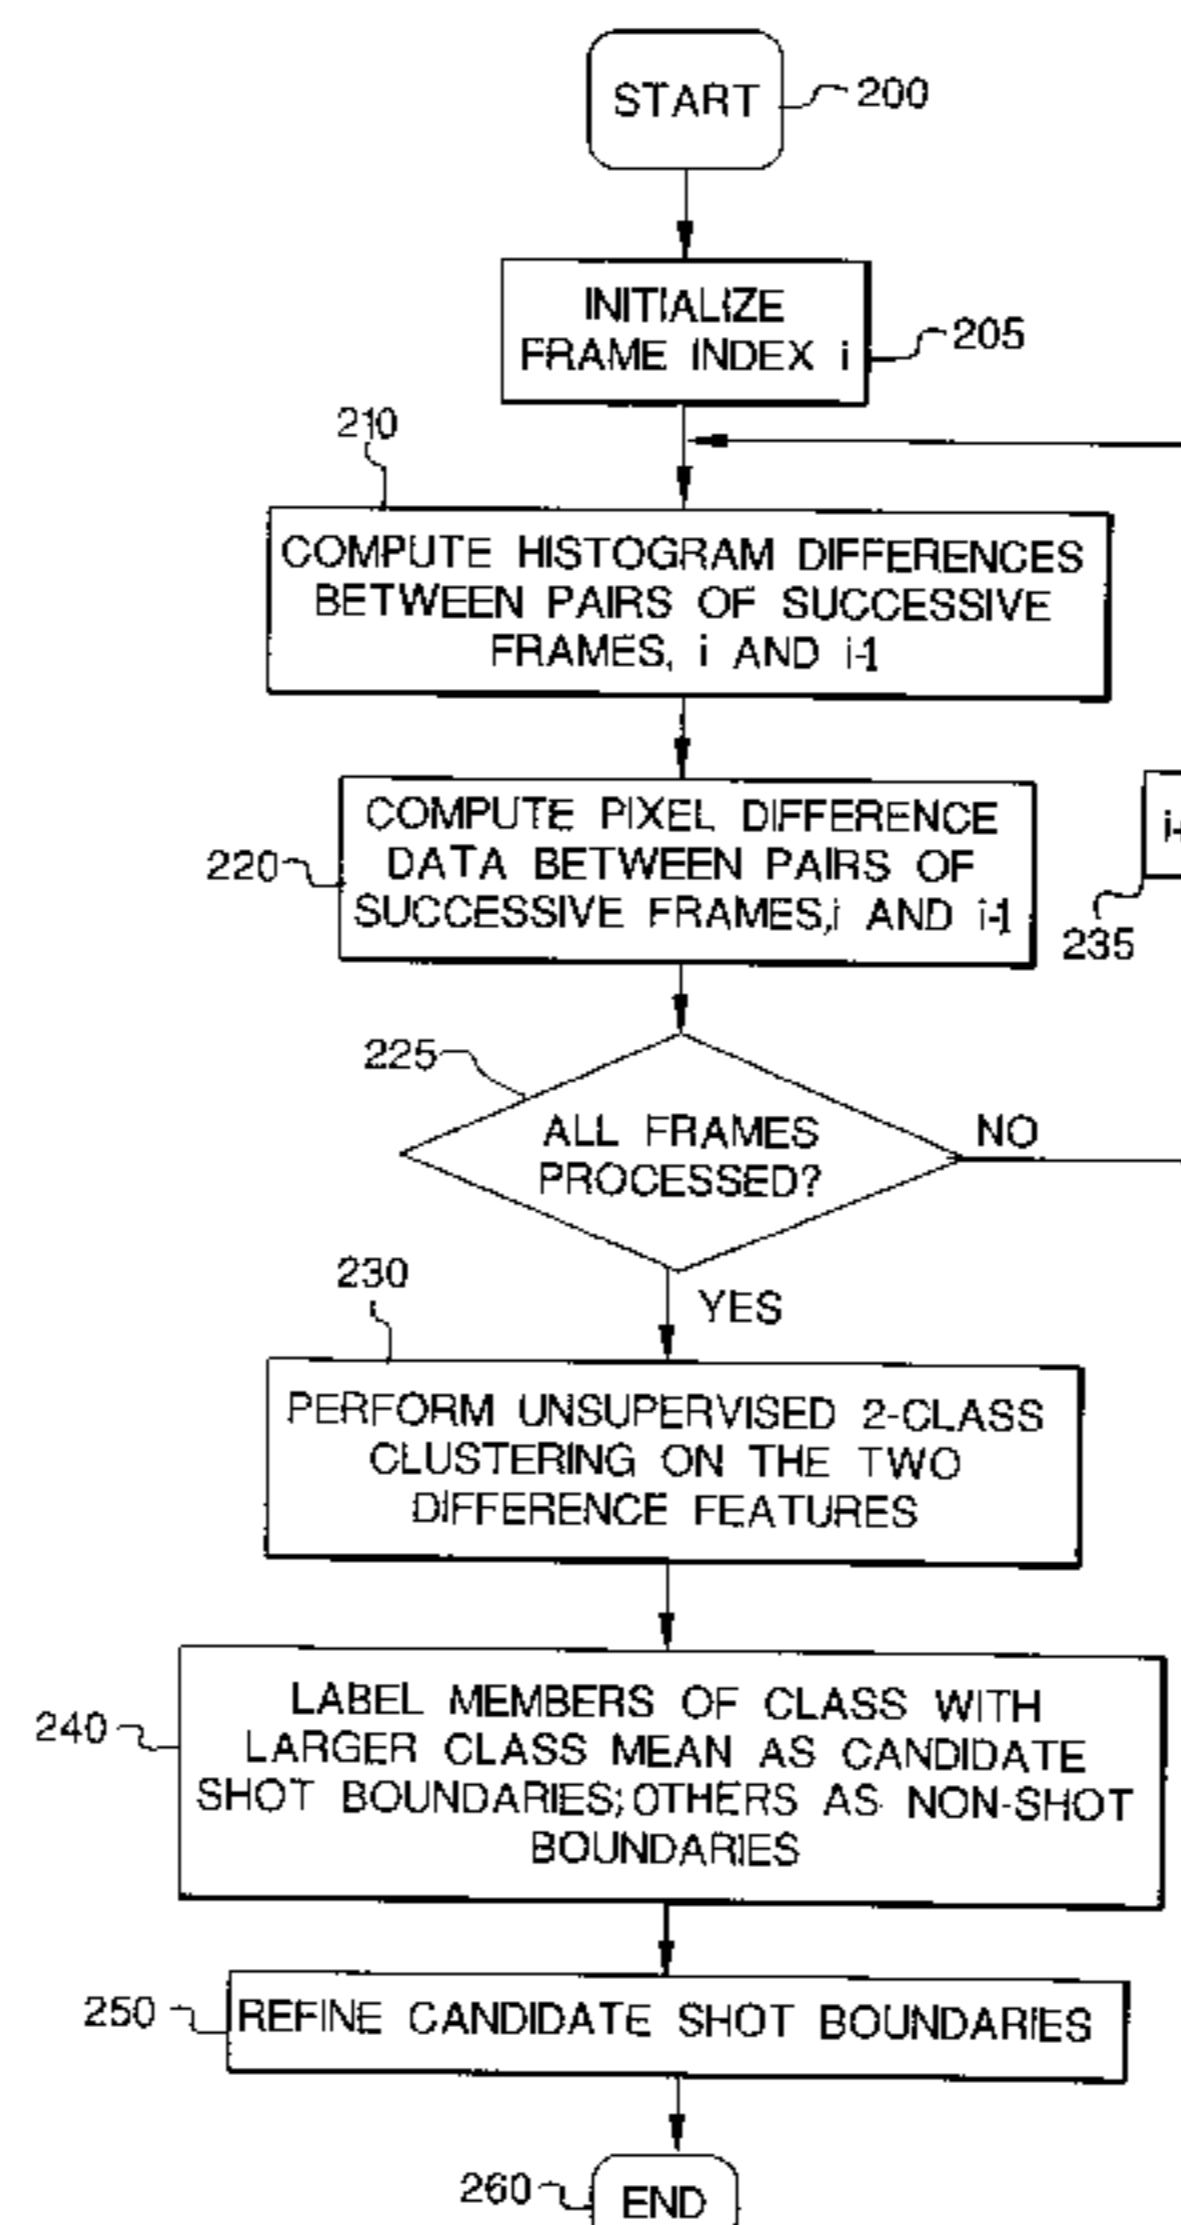 START
200
INITIALIZE
FRAME INDEX i
205
210
COMPUTE HISTOGRAM DIFFERENCES
BETWEEN PAIRS OF SUCCESSIVE
FRAMES, i AND i-1
COMPUTE PIXEL DIFFERENCE
DATA BETWEEN PAIRS OF
SUCCESSIVE FRAMES,i AND i-1
220
235
225
ALL FRAMES
PROCESSED?
NO
230
YES
PERFORM UNSUPERVISED 2-CLASS
CLUSTERING ON THE TWO
DIFFERENCE FEATURES
240
LABEL MEMBERS OF CLASS WITH
LARGER CLASS MEAN AS CANDIDATE
SHOT BOUNDARIES;OTHERS AS NON-SHOT
BOUNDARIES
250
REFINE CANDIDATE SHOT BOUNDARIES
260
END